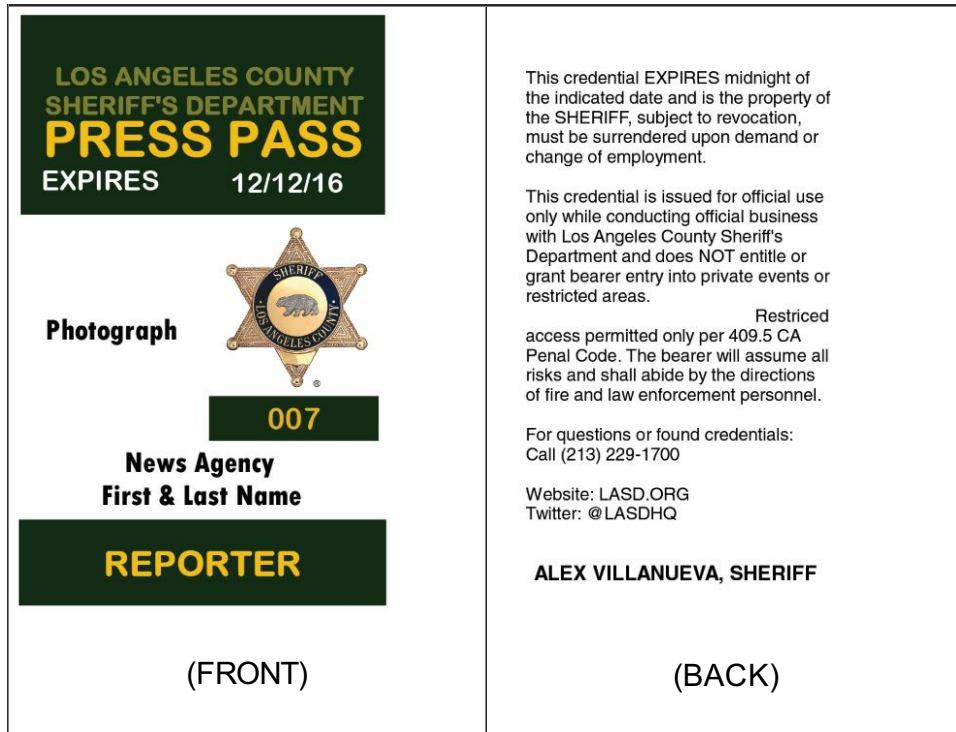 LOS ANGELES COUNTY
SHERIFF'S DEPARTMENT
PRESS PASS
EXPIRES 12/12/16
SHERIFF
LOS ANGELES COUNTY
®
Photograph
007
News Agency
First & Last Name
REPORTER
(FRONT)
This credential EXPIRES midnight of
the indicated date and is the property of
the SHERIFF, subject to revocation,
must be surrendered upon demand or
change of employment.
This credential is issued for official use
only while conducting official business
with Los Angeles County Sheriff's
Department and does NOT entitle or
grant bearer entry into private events or
restricted areas.
Restriced
access permitted only per 409.5 CA
Penal Code. The bearer will assume all
risks and shall abide by the directions
of fire and law enforcement personnel.
For questions or found credentials:
Call (213) 229-1700
Website: LASD.ORG
Twitter: @LASDHQ
ALEX VILLANUEVA, SHERIFF
(BACK)